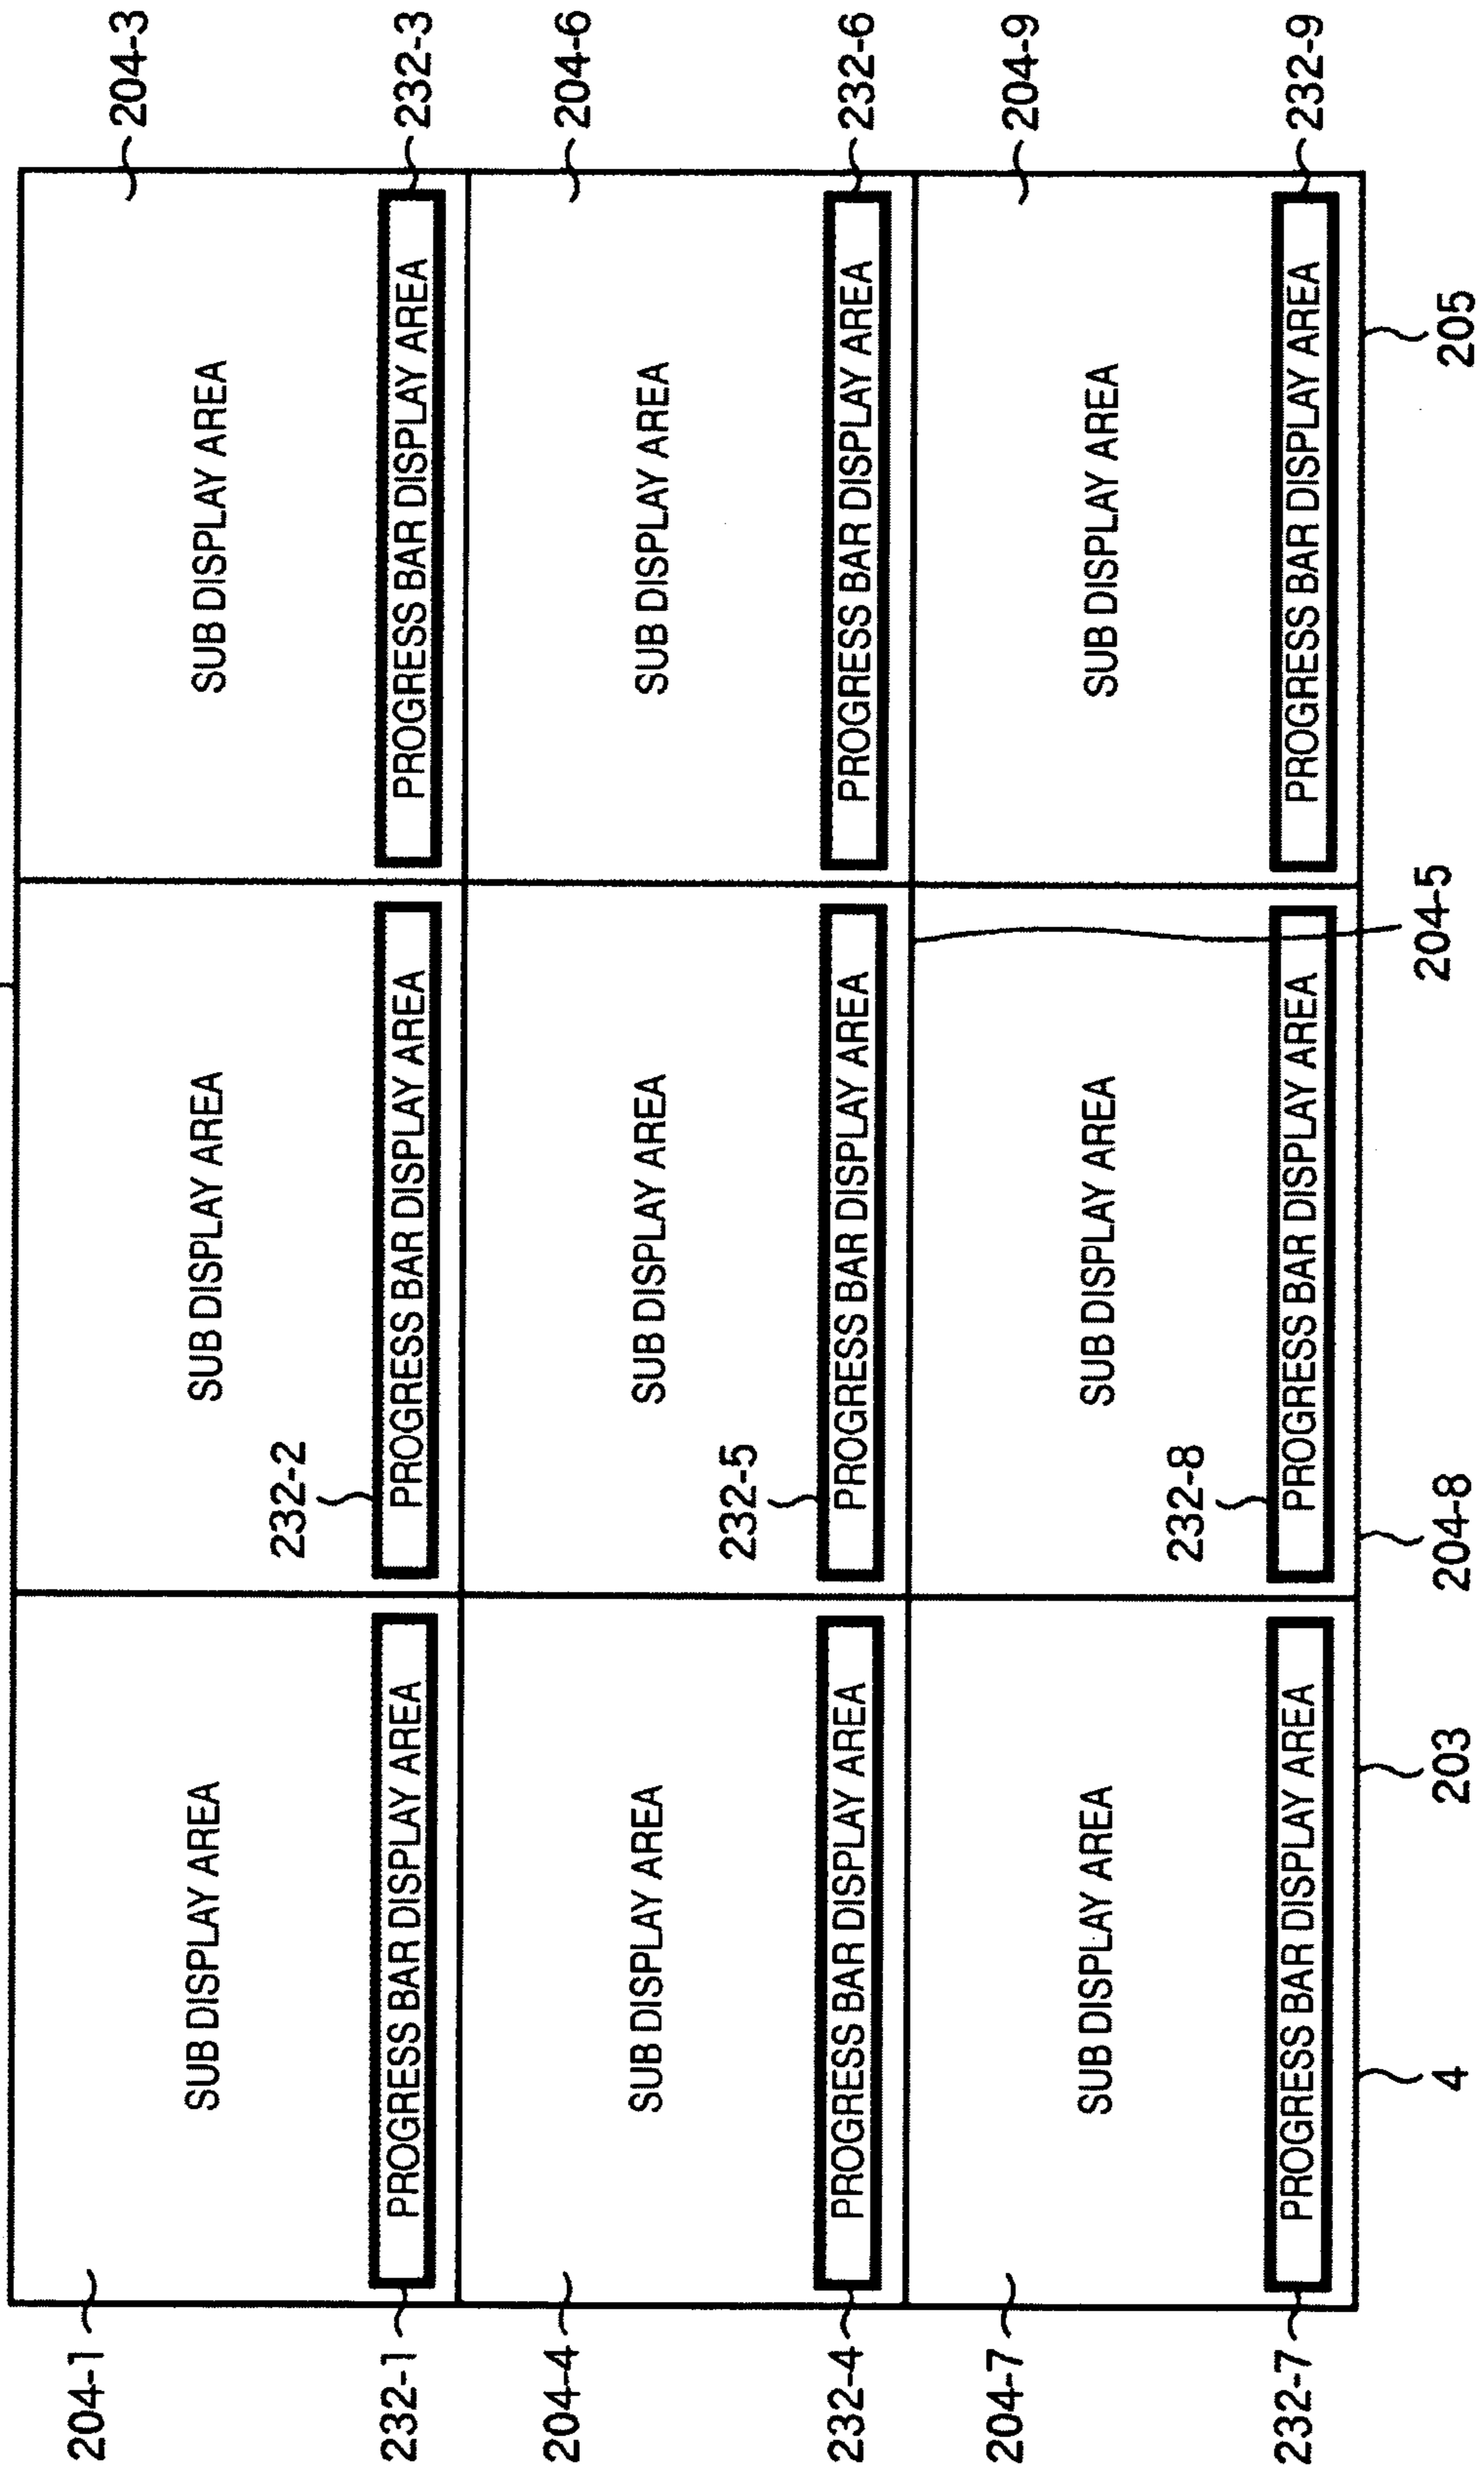 204-1
SUB DISPLAY AREA
SUB DISPLAY AREA
SUB DISPLAY AREA
204-3
232-2
232-1
PROGRESS BAR DISPLAY AREA
PROGRESS BAR DISPLAY AREA
PROGRESS BAR DISPLAY AREA
232-3
204-4
SUB DISPLAY AREA
SUB DISPLAY AREA
SUB DISPLAY AREA
204-6
232-5
232-4
PROGRESS BAR DISPLAY AREA
PROGRESS BAR DISPLAY AREA
PROGRESS BAR DISPLAY AREA
232-6
204-7
SUB DISPLAY AREA
SUB DISPLAY AREA
SUB DISPLAY AREA
204-9
232-8
232-7
PROGRESS BAR DISPLAY AREA
PROGRESS BAR DISPLAY AREA
PROGRESS BAR DISPLAY AREA
232-9
4
203
204-8
204-5
205